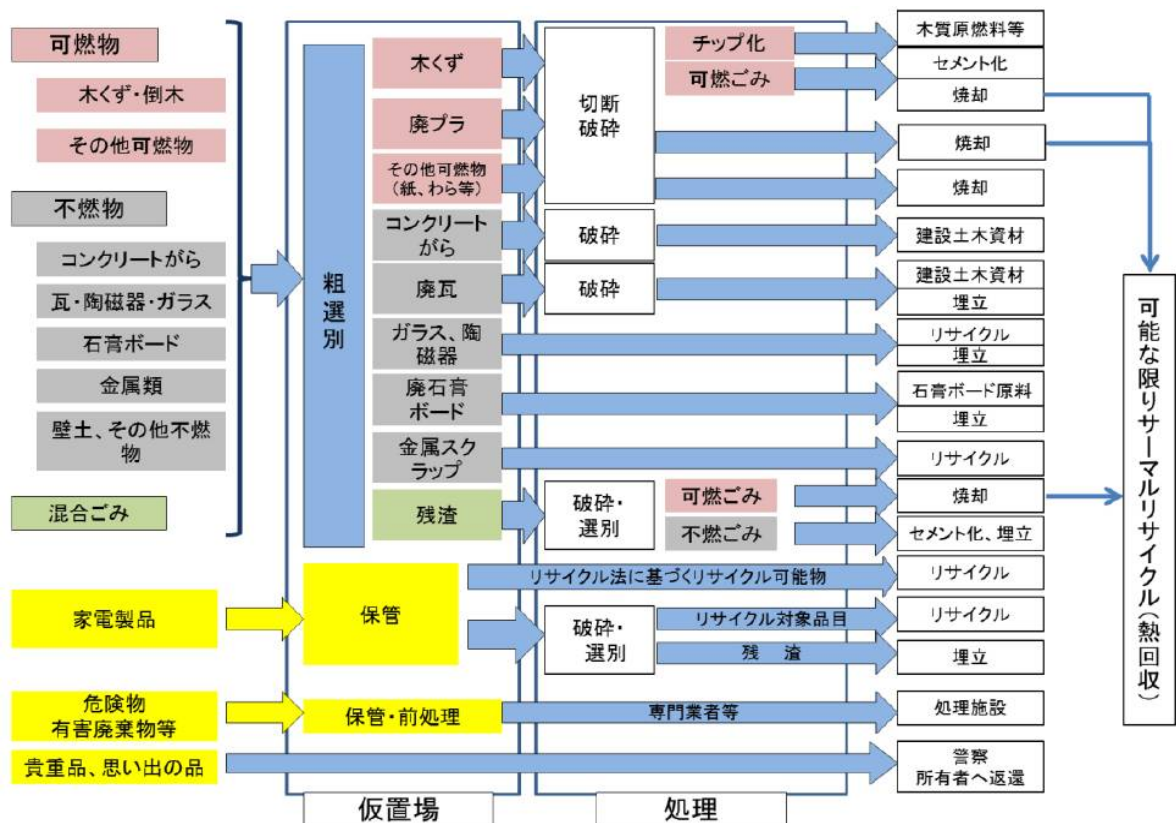 可燃物
木くず・倒木
その他可燃物
不燃物
コンクリートがら
瓦・陶磁器・ガラス
石膏ボード
金属類
壁土、その他不燃
物
混合ごみ
家電製品
危険物
有害廃棄物等
貴重品、思い出の品
粗選別
木くず
廃プラ
その他可燃物
(紙、わら等)
コンクリート
がら
廃瓦
ガラス、陶
磁器
廃石膏
ボード
金属スク
ラップ
残渣
保管
保管・前処理
仮置場
切断
破砕
破砕
破砕
破砕・
選別
破砕・
選別
チップ化
可燃ごみ
可燃ごみ
不燃ごみ
リサイクル法に基づくリサイクル可能物
リサイクル対象品目
残 渣
専門業者等
処理
木質原燃料等
セメント化
焼却
焼却
焼却
建設土木資材
建設土木資材
埋立
リサイクル
埋立
石膏ボード原料
埋立
リサイクル
焼却
セメント化、埋立
リサイクル
リサイクル
埋立
処理施設
警察
所有者へ返還
可能な限りサーマルリサイクル(熱回収)